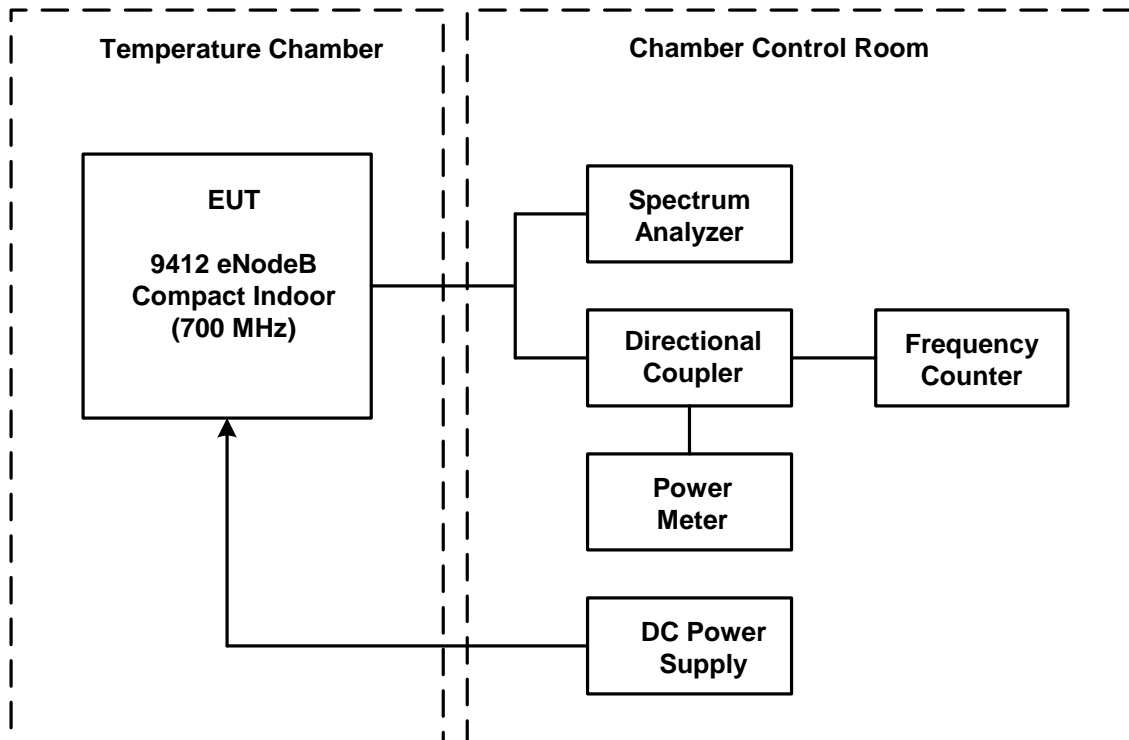 Temperature Chamber
Chamber Control Room
EUT
9412 eNodeB
Compact Indoor
(700 MHz)
Spectrum
Analyzer
Directional
Coupler
Frequency
Counter
Power
Meter
DC Power
Supply